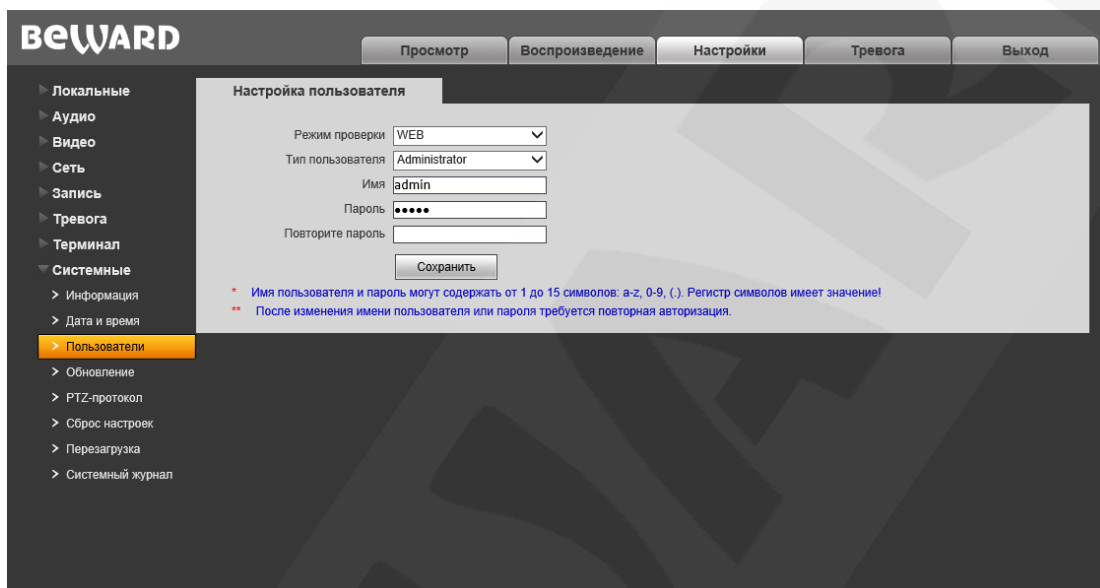 BEWARD
Просмотр Воспроизведение Настройки Тревога Выход
Локальные
Аудио
Видео
Сеть
Запись
Тревога
Терминал
Системные
> Информация
> Дата и время
> Пользователи
> Обновление
> PTZ-протокол
> Сброс настроек
> Перезагрузка
> Системный журнал
Настройка пользователя
Режим проверки WEB
Тип пользователя Administrator
Имя admin
Пароль •••••
Повторите пароль
Сохранить
* Имя пользователя и пароль могут содержать от 1 до 15 символов: a-z, 0-9, (.). Регистр символов имеет значение!
** После изменения имени пользователя или пароля требуется повторная авторизация.